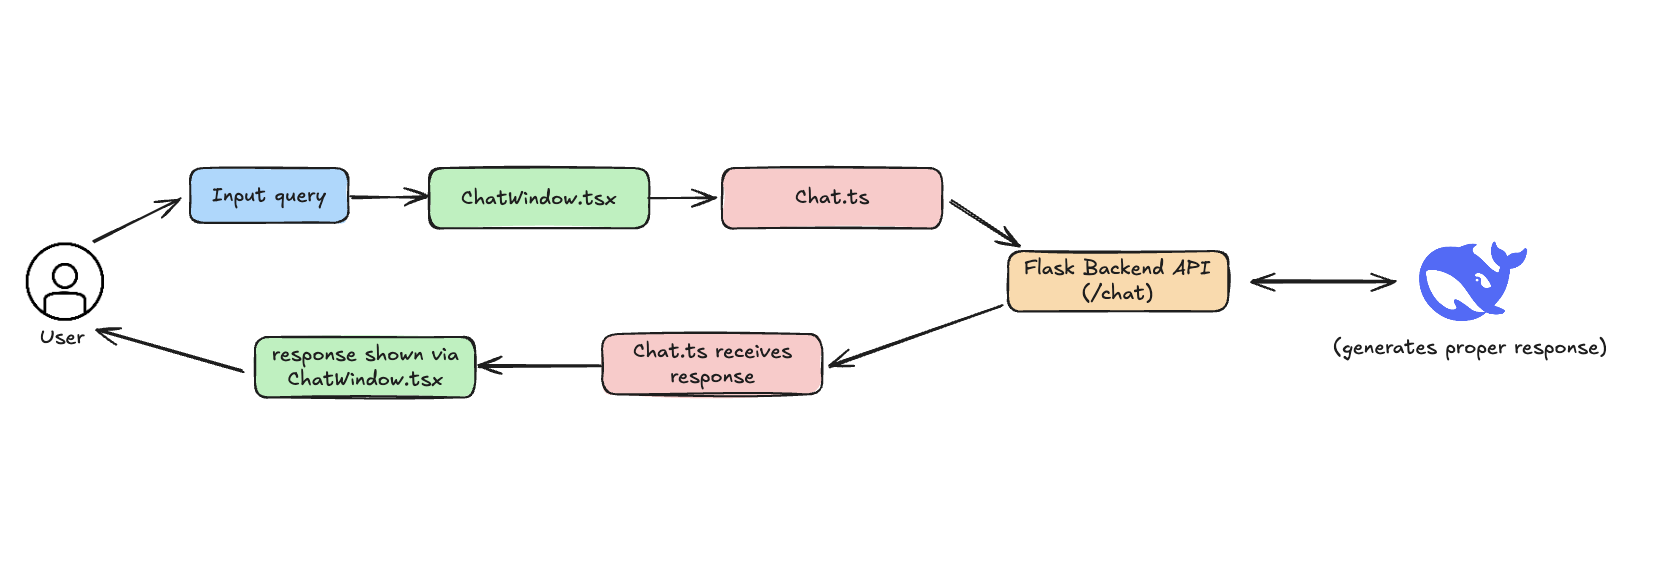 Input query
ChatWindow.tsx
Chat.ts
Flask Backend API
(/chat)
User
(generates proper response)
Chat.ts receives
response
response shown via
ChatWindow.tsx